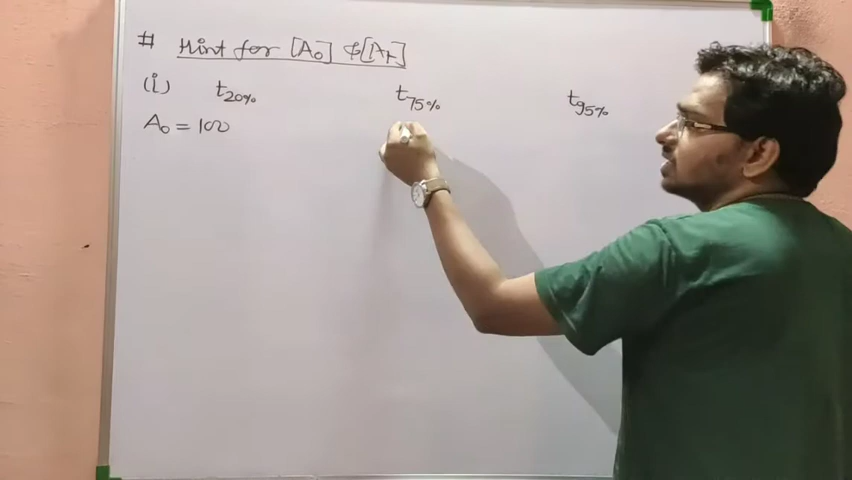 # Hint for [A₀] & [Aₜ]
(i) t₂₀% t₇₅% t₉₅%
A₀ = 100